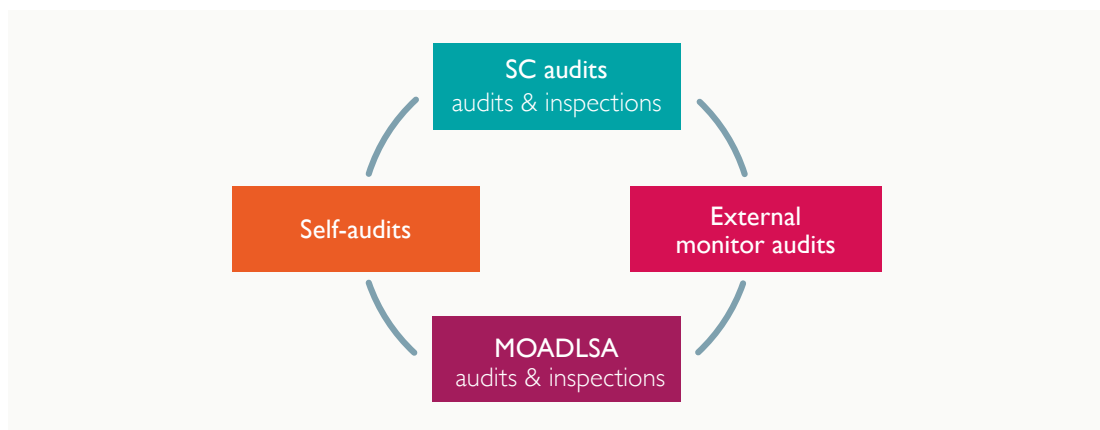 SC audits
audits & inspections
Self-audits
External
monitor audits
MOADLSA
audits & inspections